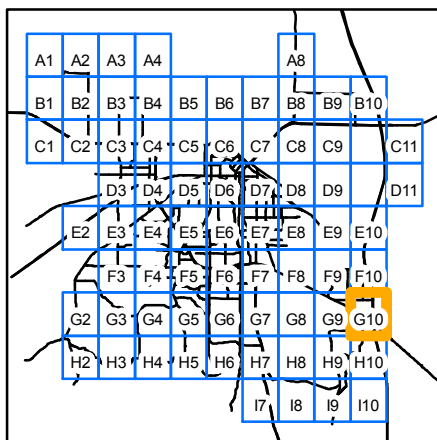 A1 A2 A3 A4 A8
B1 B2 B3 B4 B5 B6 B7 B8 B9 B10
C1 C2 C3 C4 C5 C6 C7 C8 C9 C11
D3 D4 D5 D6 D7 D8 D9 D11
E2 E3 E4 E5 E6 E7 E8 E9 E10
F3 F4 F5 F6 F7 F8 F9 F10
G2 G3 G4 G5 G6 G7 G8 G9 G10
H2 H3 H4 H5 H6 H7 H8 H9 H10
I7 I8 I9 I10